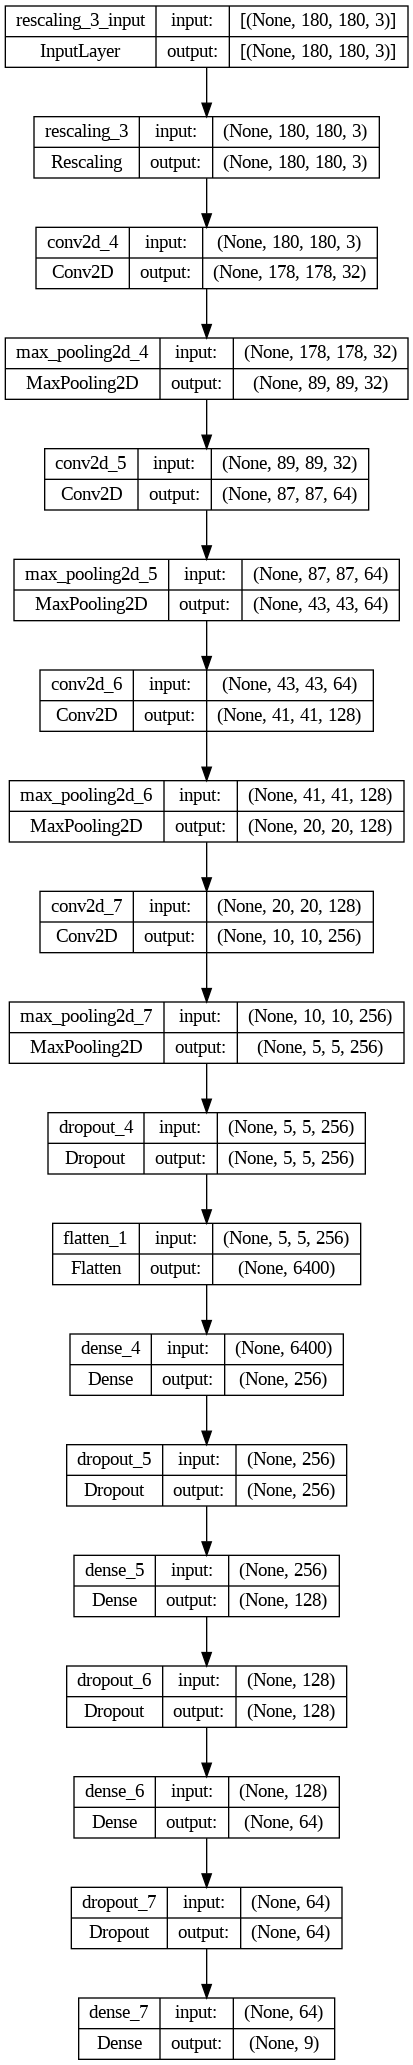 rescaling_3_input input: [(None, 180, 180, 3)]
InputLayer output: [(None, 180, 180, 3)]
rescaling_3 input: (None, 180, 180, 3)
Rescaling output: (None, 180, 180, 3)
conv2d_4 input: (None, 180, 180, 3)
Conv2D output: (None, 178, 178, 32)
max_pooling2d_4 input: (None, 178, 178, 32)
MaxPooling2D output: (None, 89, 89, 32)
conv2d_5 input: (None, 89, 89, 32)
Conv2D output: (None, 87, 87, 64)
max_pooling2d_5 input: (None, 87, 87, 64)
MaxPooling2D output: (None, 43, 43, 64)
conv2d_6 input: (None, 43, 43, 64)
Conv2D output: (None, 41, 41, 128)
max_pooling2d_6 input: (None, 41, 41, 128)
MaxPooling2D output: (None, 20, 20, 128)
conv2d_7 input: (None, 20, 20, 128)
Conv2D output: (None, 10, 10, 256)
max_pooling2d_7 input: (None, 10, 10, 256)
MaxPooling2D output: (None, 5, 5, 256)
dropout_4 input: (None, 5, 5, 256)
Dropout output: (None, 5, 5, 256)
flatten_1 input: (None, 5, 5, 256)
Flatten output: (None, 6400)
dense_4 input: (None, 6400)
Dense output: (None, 256)
dropout_5 input: (None, 256)
Dropout output: (None, 256)
dense_5 input: (None, 256)
Dense output: (None, 128)
dropout_6 input: (None, 128)
Dropout output: (None, 128)
dense_6 input: (None, 128)
Dense output: (None, 64)
dropout_7 input: (None, 64)
Dropout output: (None, 64)
dense_7 input: (None, 64)
Dense output: (None, 9)